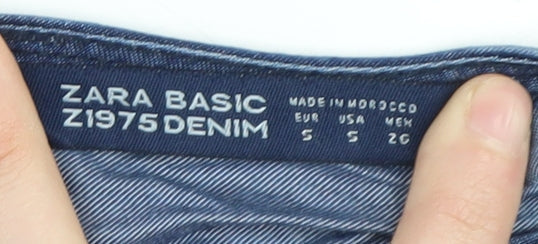 ZARA BASIC
Z1975 DENIM
MADE IN MOROCCO
EUR USA MEX
S S 26